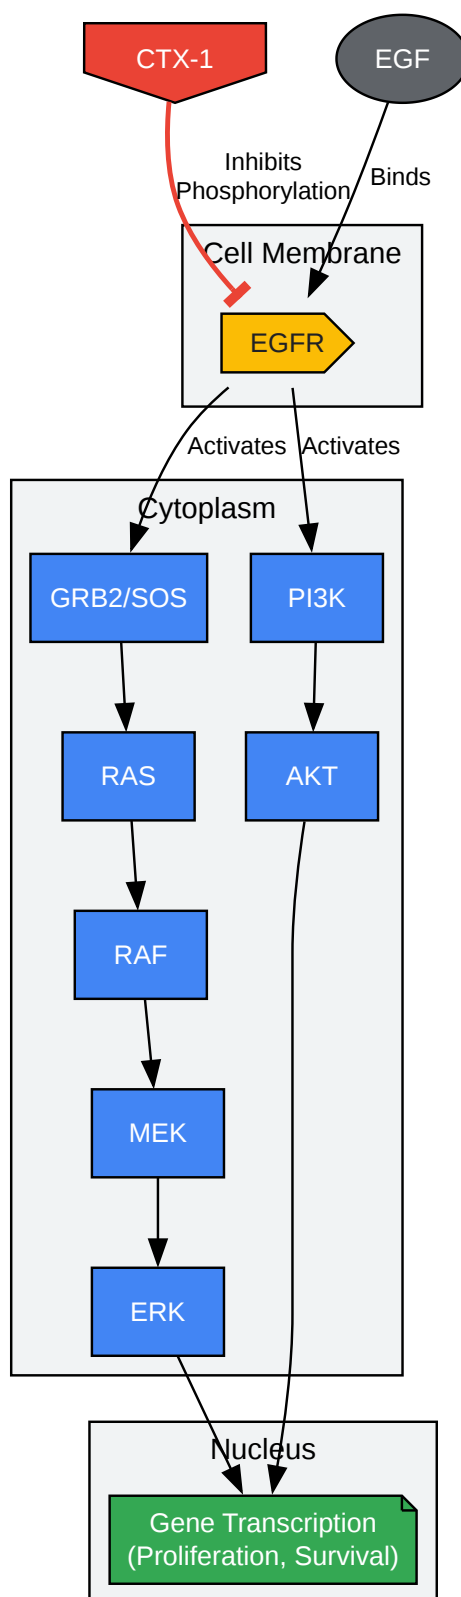 CTX-1
EGF
Inhibits
Phosphorylation
Binds
Cell Membrane
EGFR
Activates
Activates
Cytoplasm
GRB2/SOS
PI3K
RAS
AKT
RAF
MEK
ERK
Nucleus
Gene Transcription
(Proliferation, Survival)